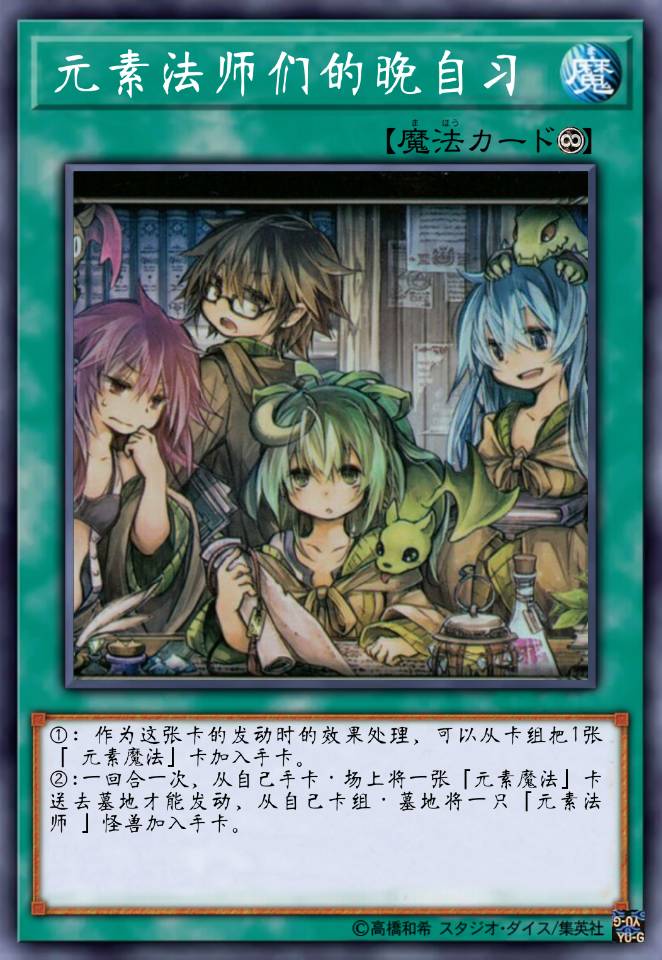 元素法师们的晚自习
魔
【魔法カード♾】
ま ほう
①：作为这张卡的发动时的效果处理，可以从卡组把1张
「 元素魔法」卡加入手卡。
②:一回合一次，从自己手卡·场上将一张「元素魔法」卡
送去墓地才能发动，从自己卡组·墓地将一只「元素法
师 」怪兽加入手卡。
©高橋和希 スタジオ・ダイス/集英社
YU-G
YU-G